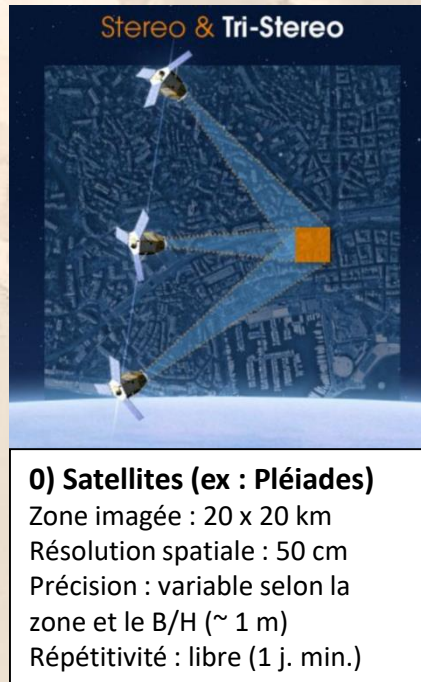 Stereo & Tri-Stereo
0) Satellites (ex : Pléiades)
Zone imagée : 20 x 20 km
Résolution spatiale : 50 cm
Précision : variable selon la
zone et le B/H (~ 1 m)
Répétitivité : libre (1 j. min.)